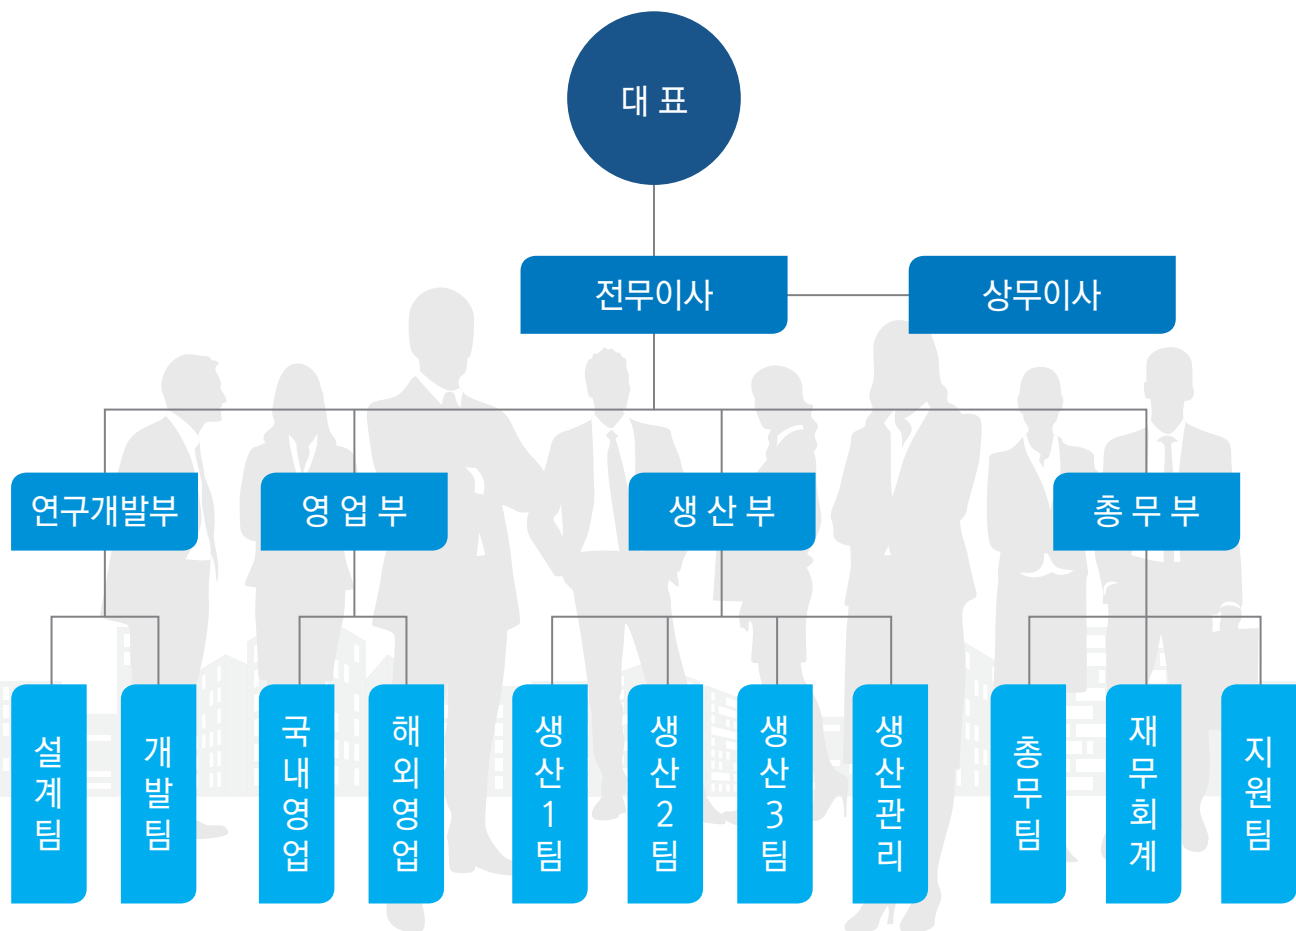 대 표
전무이사
상무이사
연구개발부
영 업 부
생 산 부
총 무 부
설계팀
개발팀
국내영업
해외영업
생산1팀
생산2팀
생산3팀
생산관리
총무팀
재무회계
지원팀